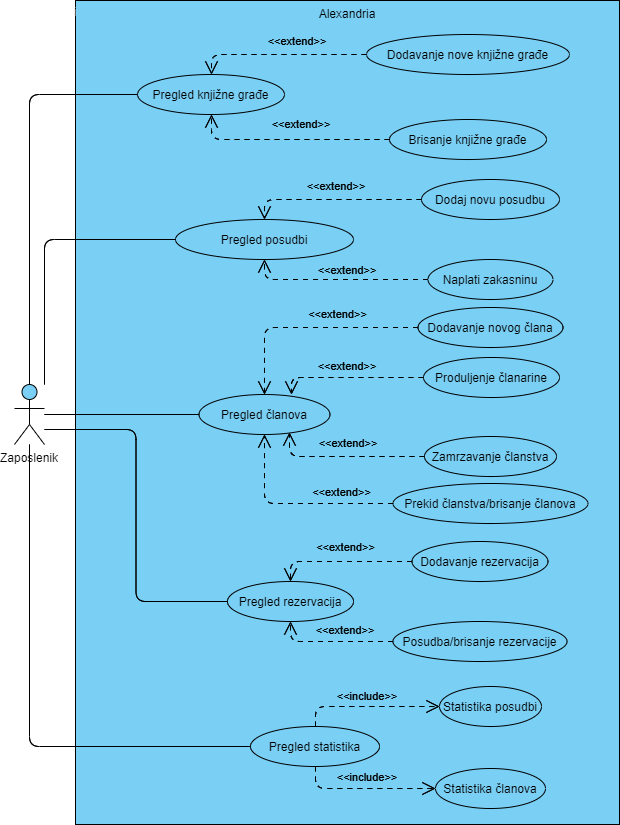 Alexandria
<<extend>>
Dodavanje nove knjižne građe
Pregled knjižne građe
<<extend>>
Brisanje knjižne građe
<<extend>>
Dodaj novu posudbu
Pregled posudbi
<<extend>>
Naplati zakasninu
<<extend>>
Dodavanje novog člana
<<extend>>
Produljenje članarine
Pregled članova
<<extend>>
Zamrzavanje članstva
Zaposlenik
<<extend>>
Prekid članstva/brisanje članova
<<extend>>
Dodavanje rezervacija
Pregled rezervacija
<<extend>>
Posudba/brisanje rezervacije
<<include>>
Statistika posudbi
Pregled statistika
<<include>>
Statistika članova